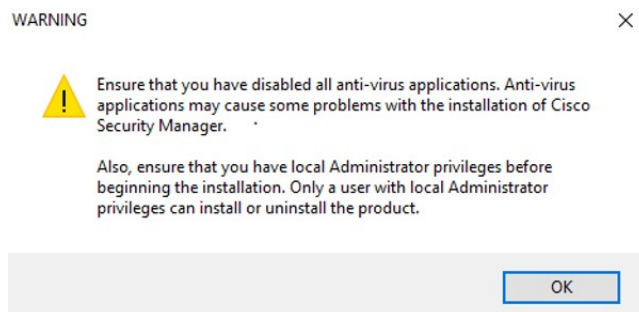 WARNING
Ensure that you have disabled all anti-virus applications. Anti-virus
applications may cause some problems with the installation of Cisco
Security Manager.
Also, ensure that you have local Administrator privileges before
beginning the installation. Only a user with local Administrator
privileges can install or uninstall the product.
OK